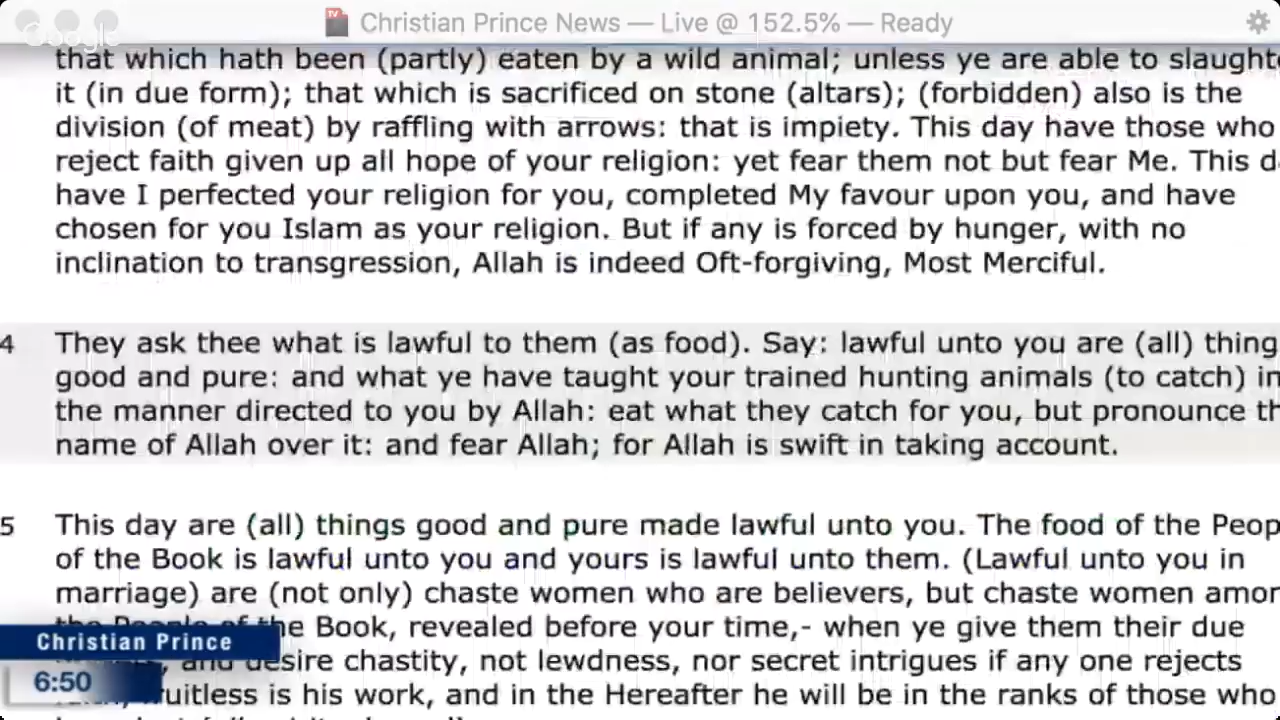 Christian Prince News — Live @ 152.5% — Ready
Google
that which hath been (partly) eaten by a wild animal; unless ye are able to slaught
it (in due form); that which is sacrificed on stone (altars); (forbidden) also is the
division (of meat) by raffling with arrows: that is impiety. This day have those who
reject faith given up all hope of your religion: yet fear them not but fear Me. This d
have I perfected your religion for you, completed My favour upon you, and have
chosen for you Islam as your religion. But if any is forced by hunger, with no
inclination to transgression, Allah is indeed Oft-forgiving, Most Merciful.
4 They ask thee what is lawful to them (as food). Say: lawful unto you are (all) thing
good and pure: and what ye have taught your trained hunting animals (to catch) in
the manner directed to you by Allah: eat what they catch for you, but pronounce th
name of Allah over it: and fear Allah; for Allah is swift in taking account.
5 This day are (all) things good and pure made lawful unto you. The food of the Peop
of the Book is lawful unto you and yours is lawful unto them. (Lawful unto you in
marriage) are (not only) chaste women who are believers, but chaste women amon
the People of the Book, revealed before your time,- when ye give them their due
and desire chastity, not lewdness, nor secret intrigues if any one rejects
fruitless is his work, and in the Hereafter he will be in the ranks of those who
Christian Prince
6:50